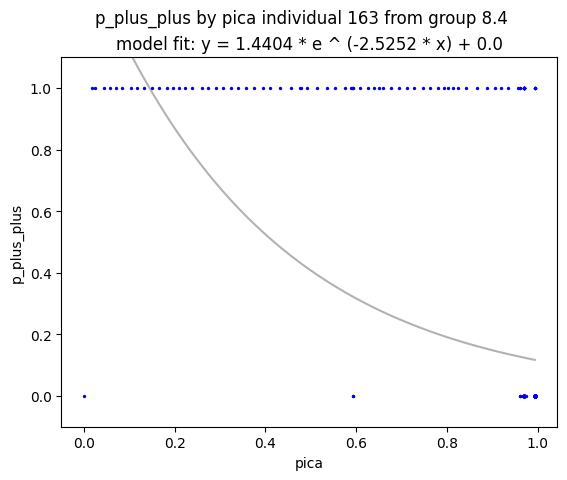 p_plus_plus by pica individual 163 from group 8.4
model fit: y = 1.4404 * e ^ (-2.5252 * x) + 0.0
1.0
0.8
0.6
0.4
0.2
0.0
p_plus_plus
0.0 0.2 0.4 0.6 0.8 1.0
pica